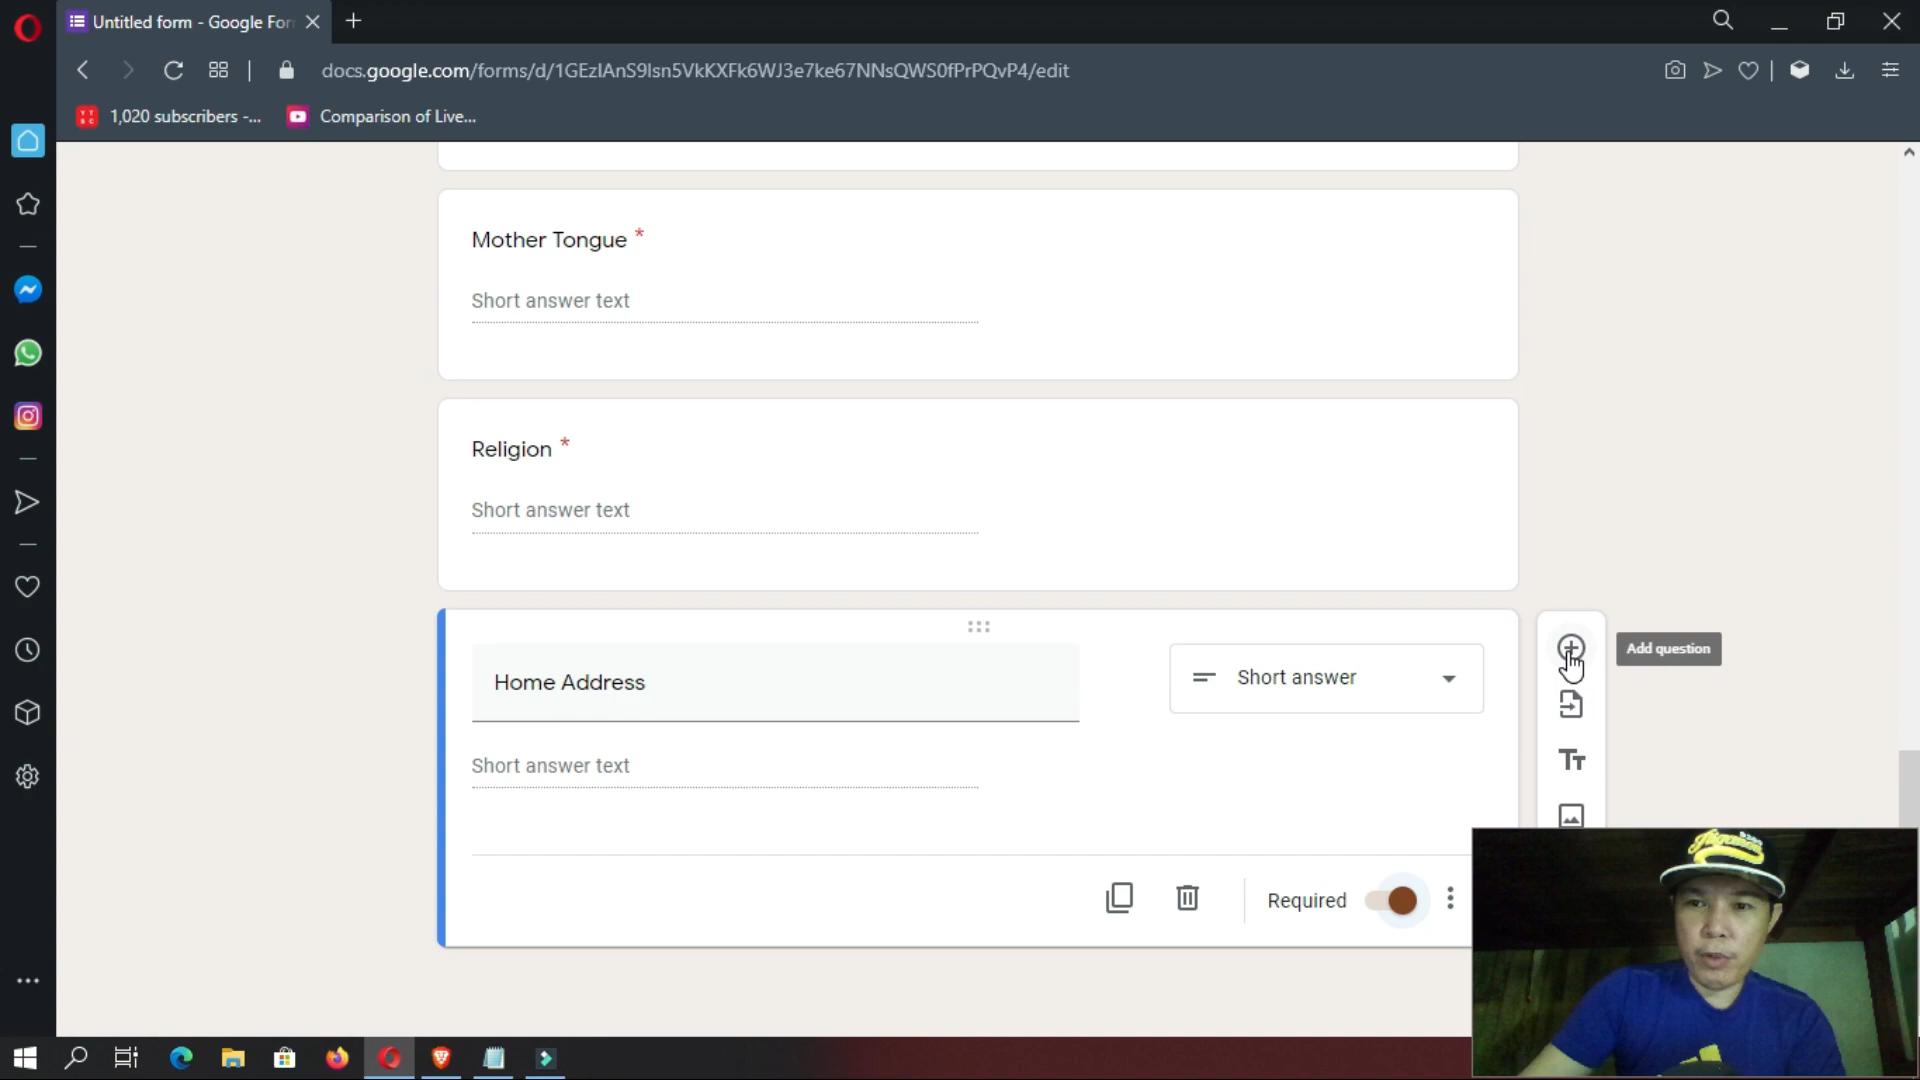 Untitled form - Google For
docs.google.com/forms/d/1GEzIAnS9lsn5VkKXFk6WJ3e7ke67NNsQWS0fPrPQvP4/edit
1,020 subscribers -...
Comparison of Live...
Mother Tongue *
Short answer text
Religion *
Short answer text
Home Address
Short answer
Add question
Short answer text
Required